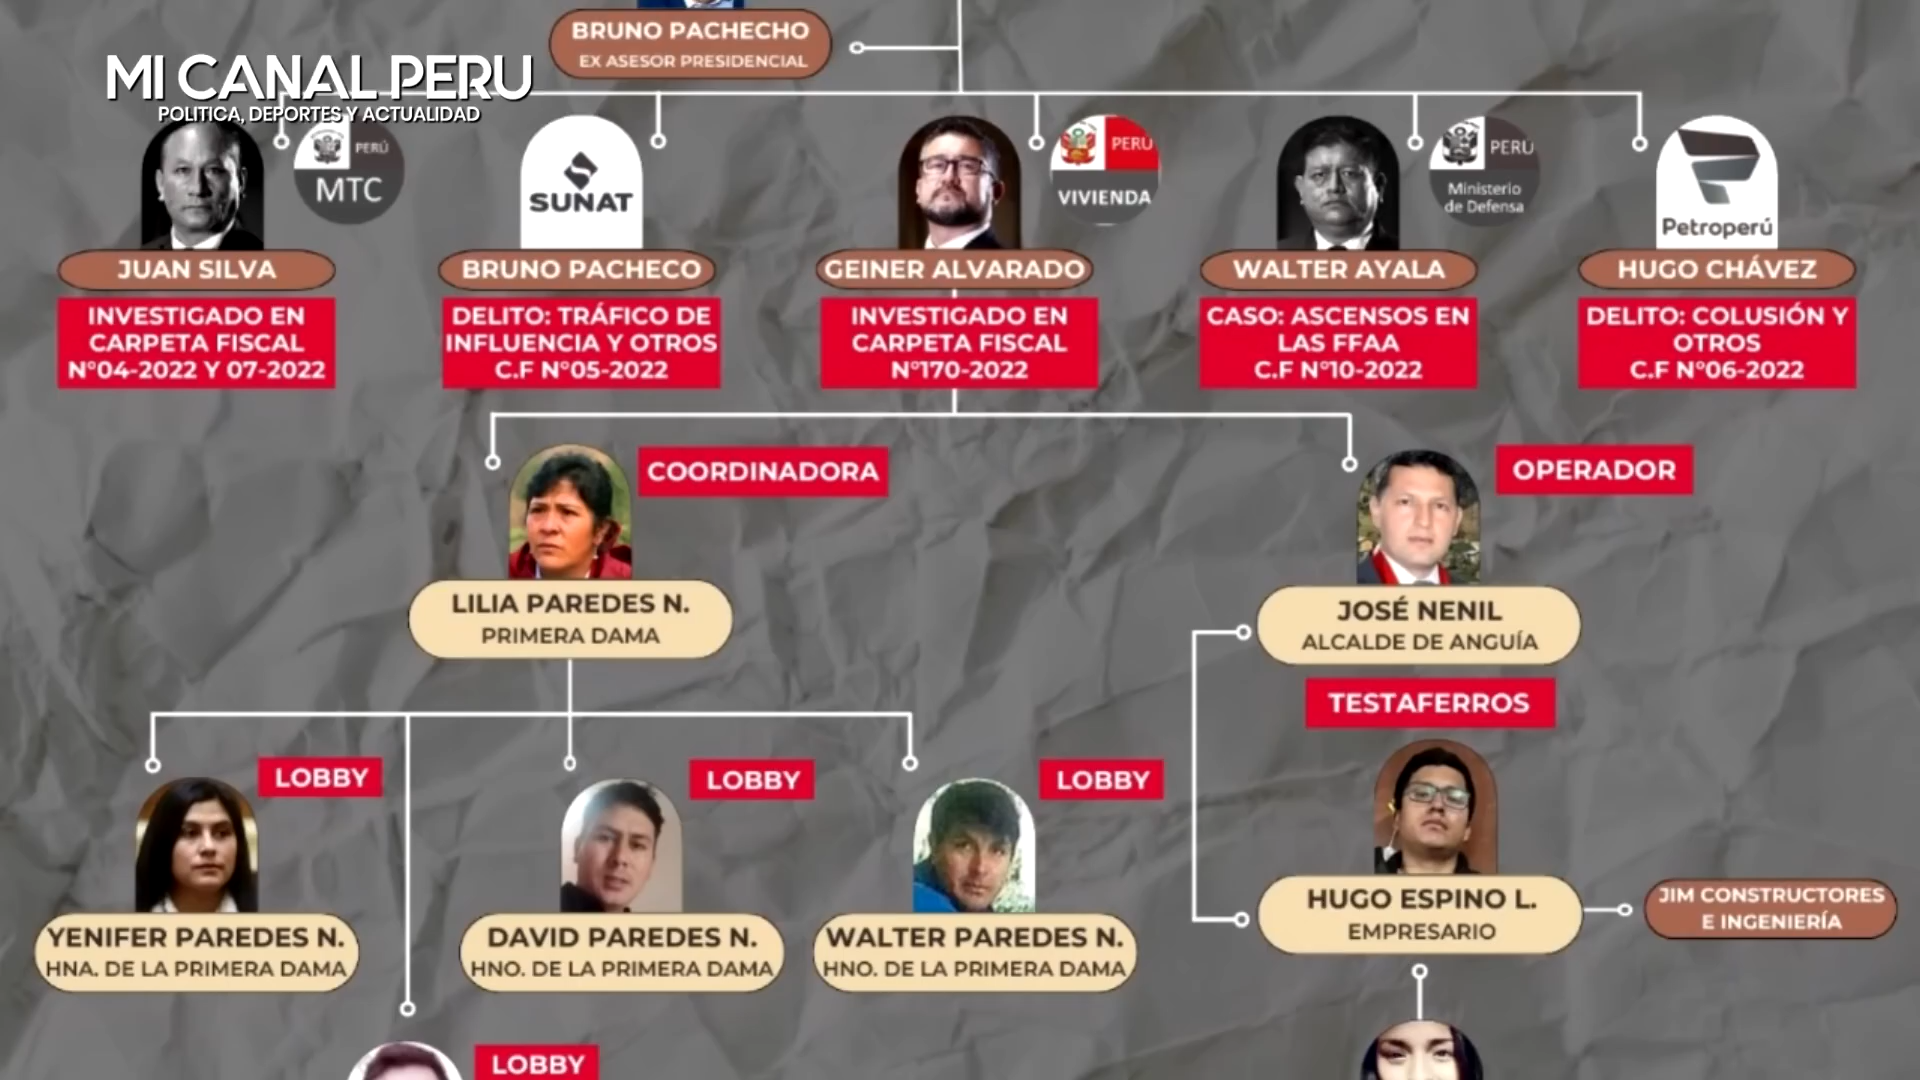 BRUNO PACHECHO
EX ASESOR PRESIDENCIAL
MI CANAL PERU
POLITICA, DEPORTES Y ACTUALIDAD
PERÚ
MTC
SUNAT
PERU
VIVIENDA
PERÚ
Ministerio
de Defensa
Petroperú
JUAN SILVA
BRUNO PACHECO
GEINER ALVARADO
WALTER AYALA
HUGO CHÁVEZ
INVESTIGADO EN
CARPETA FISCAL
N°04-2022 Y 07-2022
DELITO: TRÁFICO DE
INFLUENCIA Y OTROS
C.F N°05-2022
INVESTIGADO EN
CARPETA FISCAL
N°170-2022
CASO: ASCENSOS EN
LAS FFAA
C.F N°10-2022
DELITO: COLUSIÓN Y
OTROS
C.F N°06-2022
COORDINADORA
OPERADOR
LILIA PAREDES N.
PRIMERA DAMA
JOSÉ NENIL
ALCALDE DE ANGUÍA
TESTAFERROS
LOBBY
LOBBY
LOBBY
YENIFER PAREDES N.
HNA. DE LA PRIMERA DAMA
DAVID PAREDES N.
HNO. DE LA PRIMERA DAMA
WALTER PAREDES N.
HNO. DE LA PRIMERA DAMA
HUGO ESPINO L.
EMPRESARIO
JIM CONSTRUCTORES
E INGENIERÍA
LOBBY